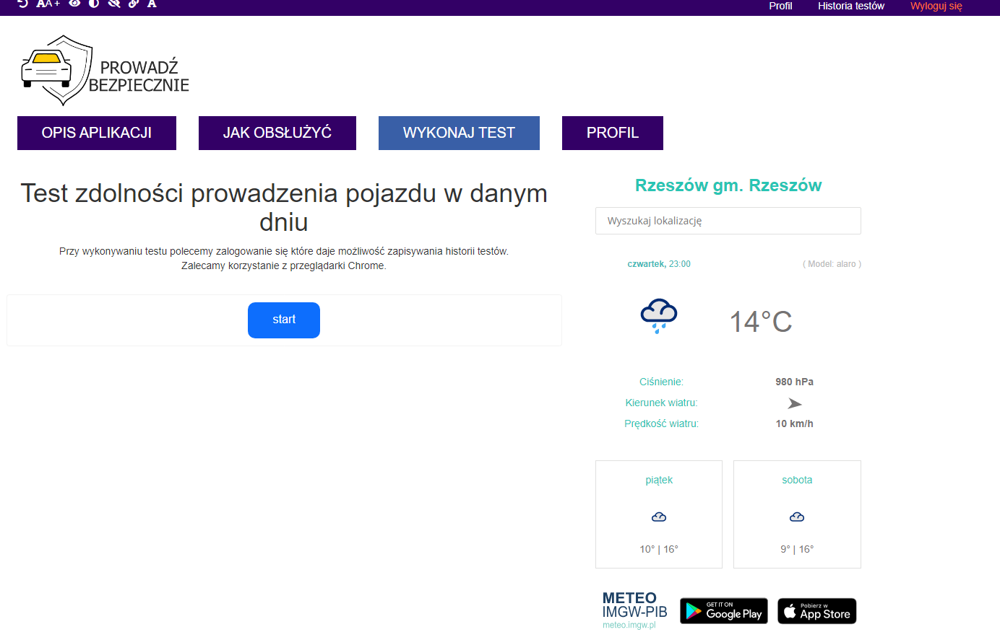 AA+ A Profil Historia testów Wyloguj się
PROWADŹ
BEZPIECZNIE
OPIS APLIKACJI JAK OBSŁUŻYĆ WYKONAJ TEST PROFIL
Test zdolności prowadzenia pojazdu w danym
dniu
Przy wykonywaniu testu polecemy zalogowanie się które daje możliwość zapisywania historii testów.
Zalecamy korzystanie z przeglądarki Chrome.
start
Rzeszów gm. Rzeszów
Wyszukaj lokalizację
czwartek, 23:00 ( Model: alaro )
14°C
Ciśnienie: 980 hPa
Kierunek wiatru:
Prędkość wiatru: 10 km/h
piątek sobota
10° | 16° 9° | 16°
METEO
IMGW-PIB
meteo.imgw.pl
GET IT ON
Google Play
Pobierz w
App Store